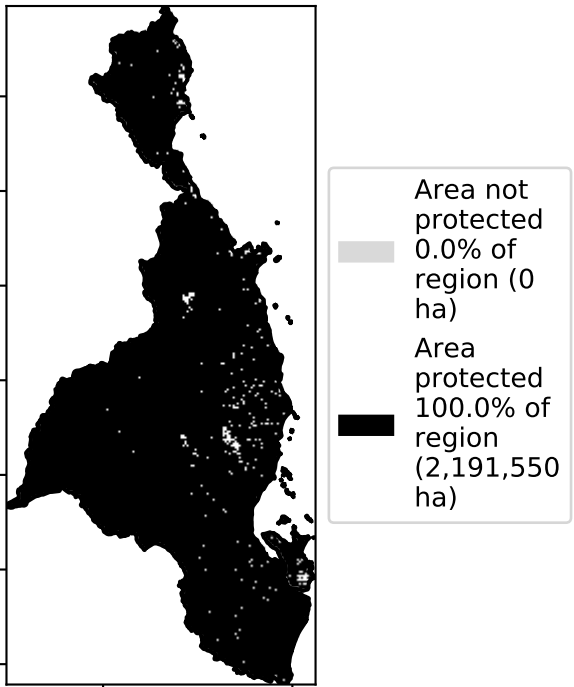 Area not
protected
0.0% of
region (0
ha)
Area
protected
100.0% of
region
(2,191,550
ha)